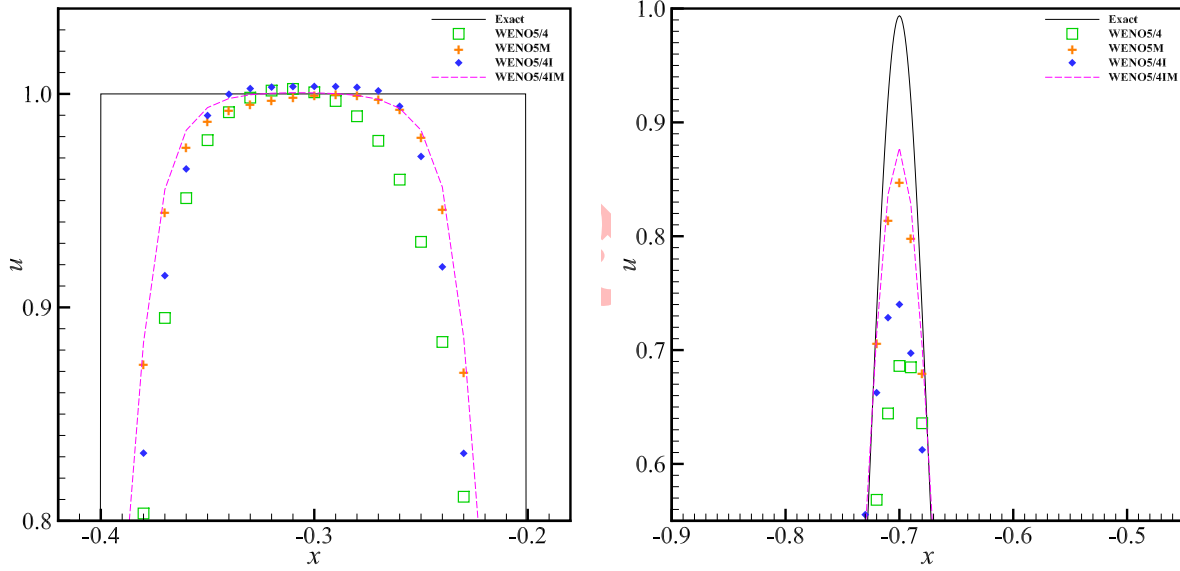 Exact
WENO5/4
WENO5M
WENO5/4I
WENO5/4IM
1.0
0.9
0.8
u
-0.4
-0.3
-0.2
x
Exact
WENO5/4
WENO5M
WENO5/4I
WENO5/4IM
1.0
0.9
0.8
0.7
0.6
u
-0.9
-0.8
-0.7
-0.6
-0.5
x